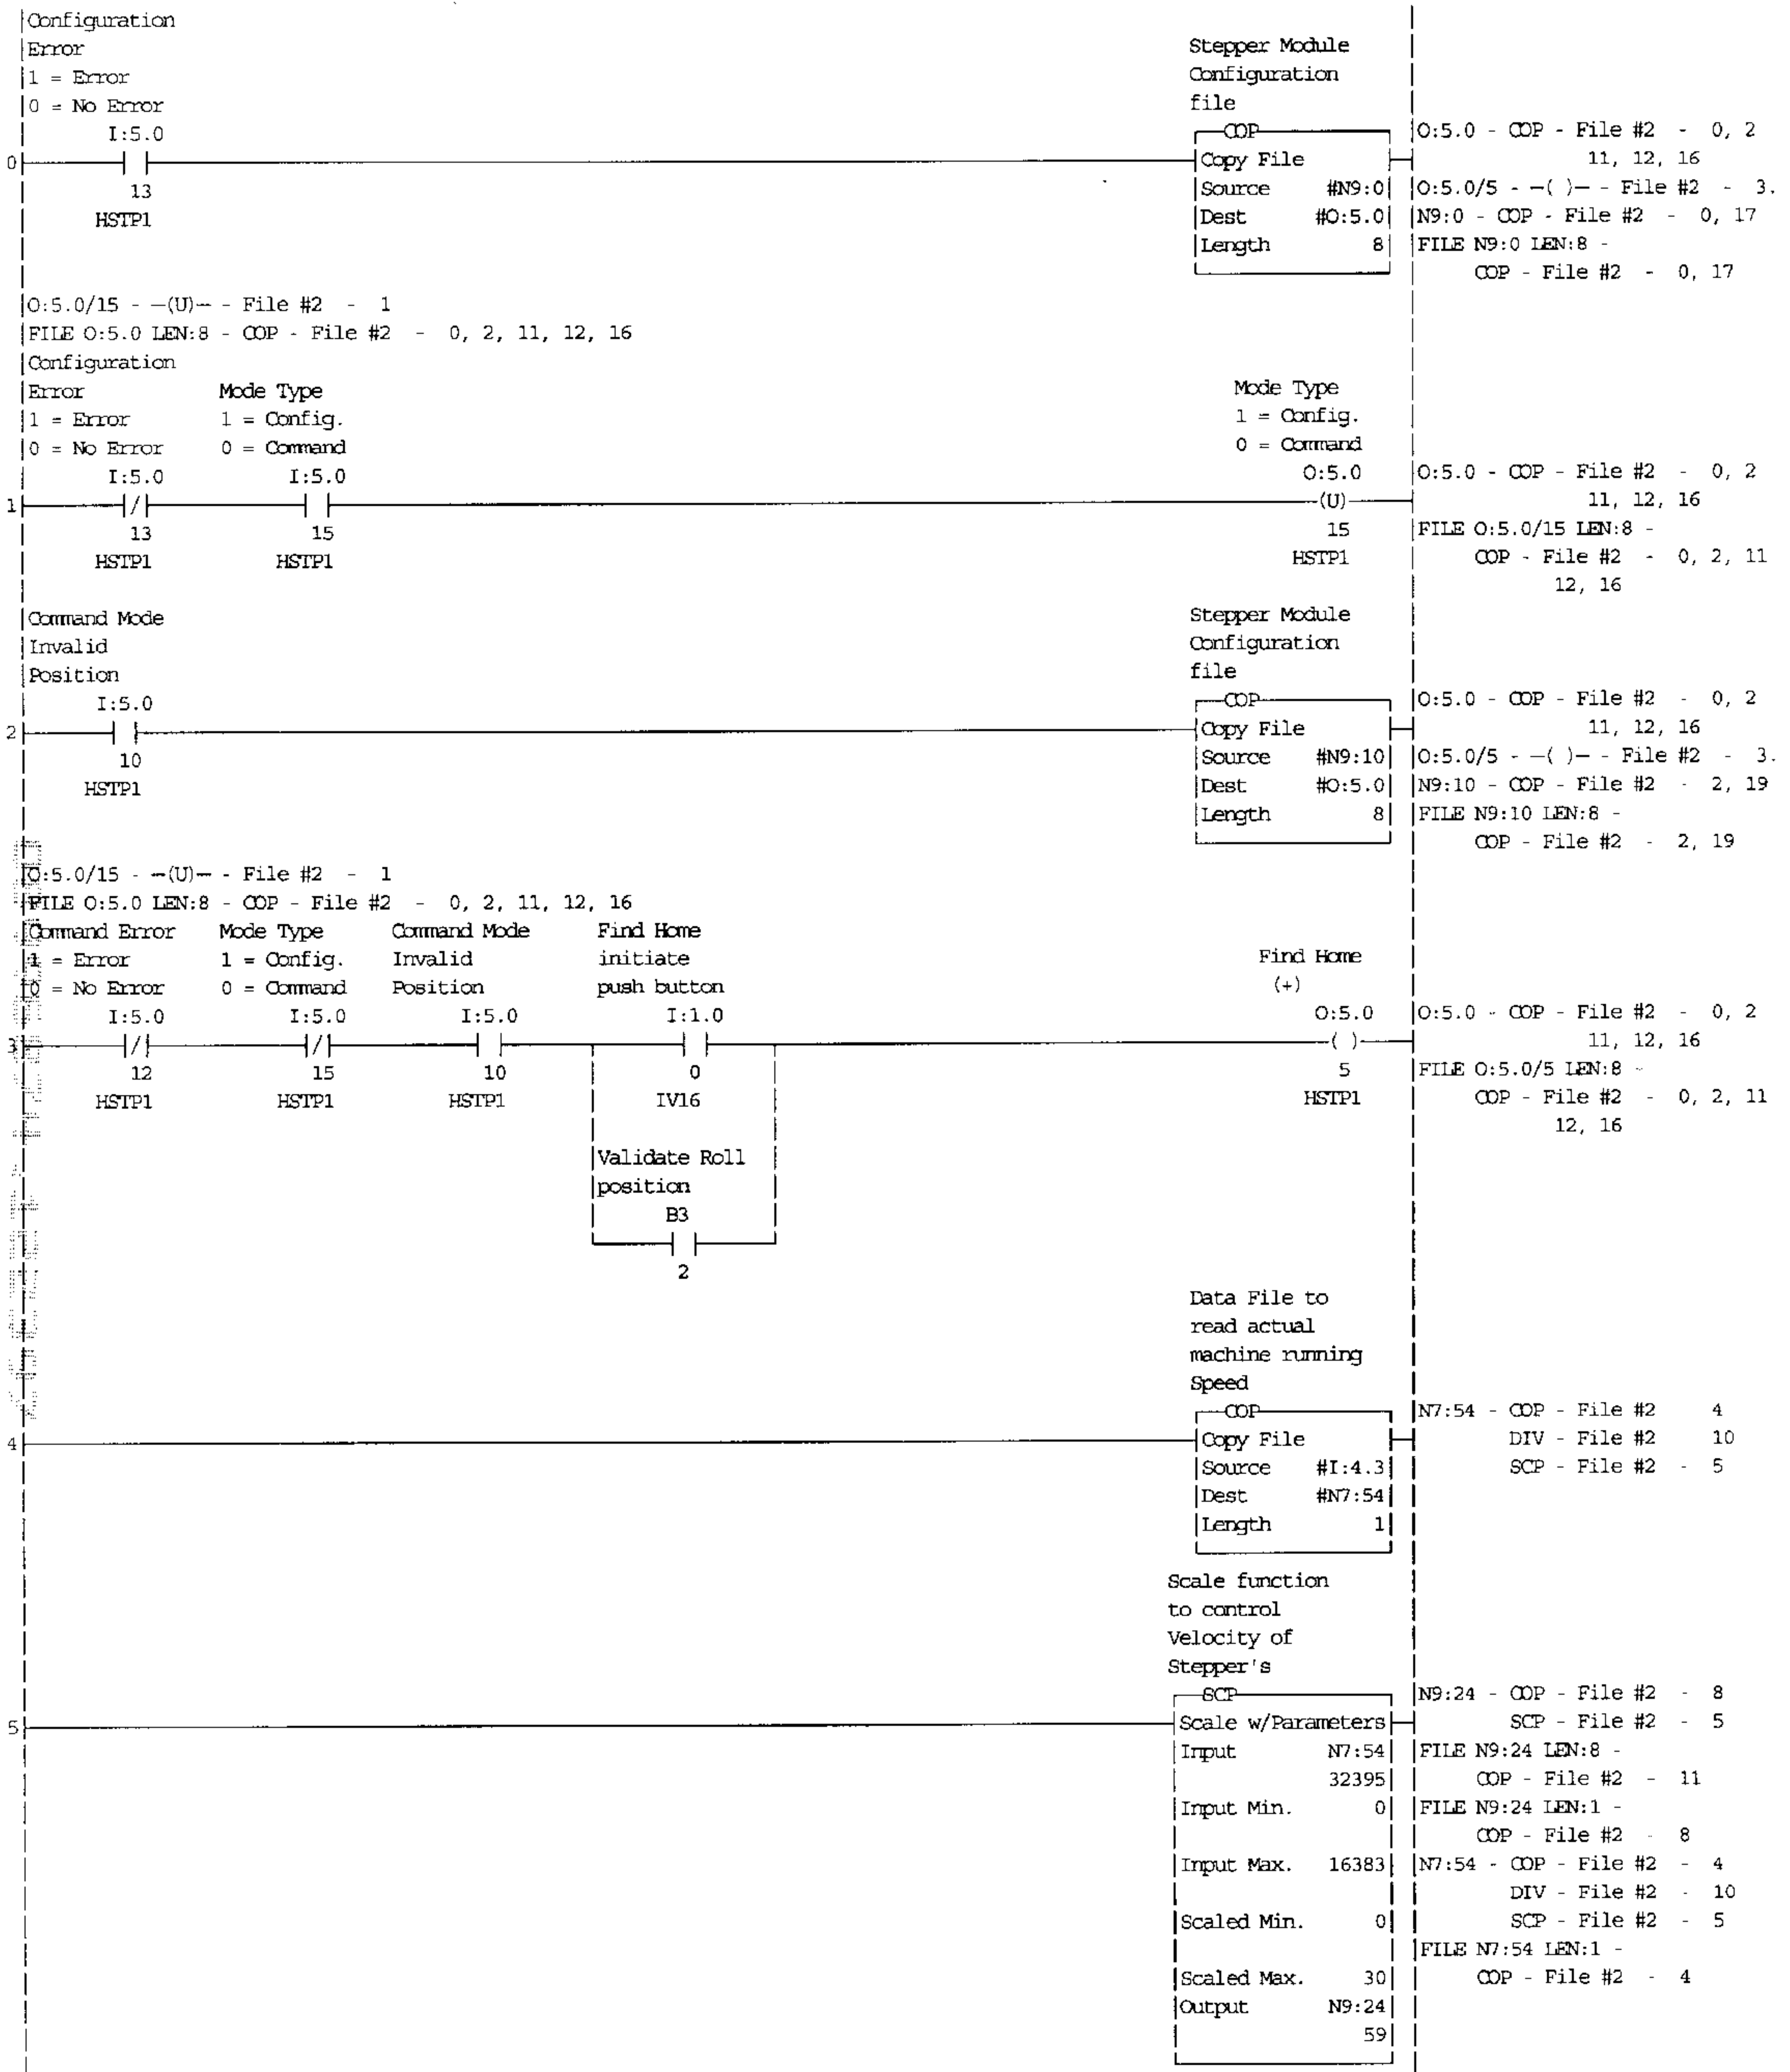 Configuration
Error
1 = Error
0 = No Error
I:5.0
13
HSTP1
0
Stepper Module
Configuration
file
COP
Copy File
Source #N9:0
Dest #O:5.0
Length 8
O:5.0 - COP - File #2 - 0, 2
11, 12, 16
O:5.0/5 - —( )— - File #2 - 3.
N9:0 - COP - File #2 - 0, 17
FILE N9:0 LEN:8 -
COP - File #2 - 0, 17
O:5.0/15 - —(U)— - File #2 - 1
FILE O:5.0 LEN:8 - COP - File #2 - 0, 2, 11, 12, 16
Configuration
Error Mode Type
1 = Error 1 = Config.
0 = No Error 0 = Command
I:5.0 I:5.0
1
13 15
HSTP1 HSTP1
Mode Type
1 = Config.
0 = Command
O:5.0
(U)
15
HSTP1
O:5.0 - COP - File #2 - 0, 2
11, 12, 16
FILE O:5.0/15 LEN:8 -
COP - File #2 - 0, 2, 11
12, 16
Command Mode
Invalid
Position
I:5.0
2
10
HSTP1
Stepper Module
Configuration
file
COP
Copy File
Source #N9:10
Dest #O:5.0
Length 8
O:5.0 - COP - File #2 - 0, 2
11, 12, 16
O:5.0/5 - —( )— - File #2 - 3.
N9:10 - COP - File #2 - 2, 19
FILE N9:10 LEN:8 -
COP - File #2 - 2, 19
O:5.0/15 - —(U)— - File #2 - 1
FILE O:5.0 LEN:8 - COP - File #2 - 0, 2, 11, 12, 16
Command Error Mode Type Command Mode Find Home
1 = Error 1 = Config. Invalid initiate
0 = No Error 0 = Command Position push button
I:5.0 I:5.0 I:5.0 I:1.0
3
12 15 10 0
HSTP1 HSTP1 HSTP1 IV16
Validate Roll
position
B3
2
Find Home
(+)
O:5.0
( )
5
HSTP1
O:5.0 - COP - File #2 - 0, 2
11, 12, 16
FILE O:5.0/5 LEN:8 -
COP - File #2 - 0, 2, 11
12, 16
Data File to
read actual
machine running
Speed
4
COP
Copy File
Source #I:4.3
Dest #N7:54
Length 1
N7:54 - COP - File #2 4
DIV - File #2 10
SCP - File #2 - 5
Scale function
to control
Velocity of
Stepper's
5
SCP
Scale w/Parameters
Input N7:54
32395
Input Min. 0
Input Max. 16383
Scaled Min. 0
Scaled Max. 30
Output N9:24
59
N9:24 - COP - File #2 - 8
SCP - File #2 - 5
FILE N9:24 LEN:8 -
COP - File #2 - 11
FILE N9:24 LEN:1 -
COP - File #2 - 8
N7:54 - COP - File #2 - 4
DIV - File #2 - 10
SCP - File #2 - 5
FILE N7:54 LEN:1 -
COP - File #2 - 4